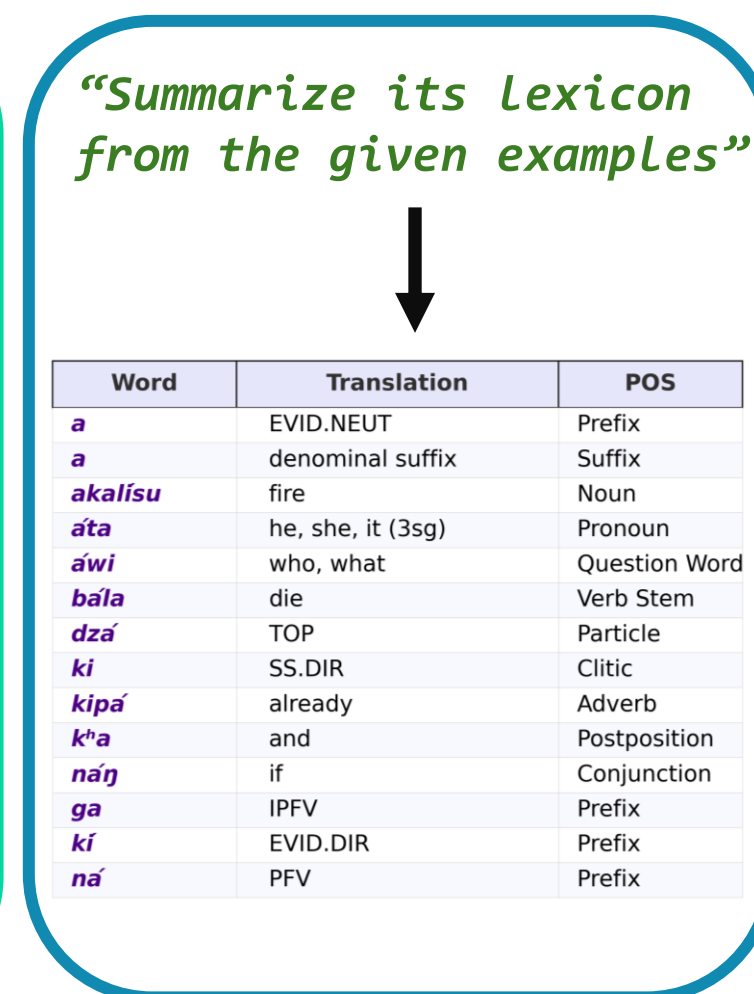 “Summarize its lexicon
from the given examples”
Word Translation POS
a EVID.NEUT Prefix
a denominal suffix Suffix
akalísu fire Noun
áta he, she, it (3sg) Pronoun
áwi who, what Question Word
bála die Verb Stem
dzá TOP Particle
ki SS.DIR Clitic
kipá already Adverb
kʰa and Postposition
náŋ if Conjunction
ga IPFV Prefix
kí EVID.DIR Prefix
ná PFV Prefix